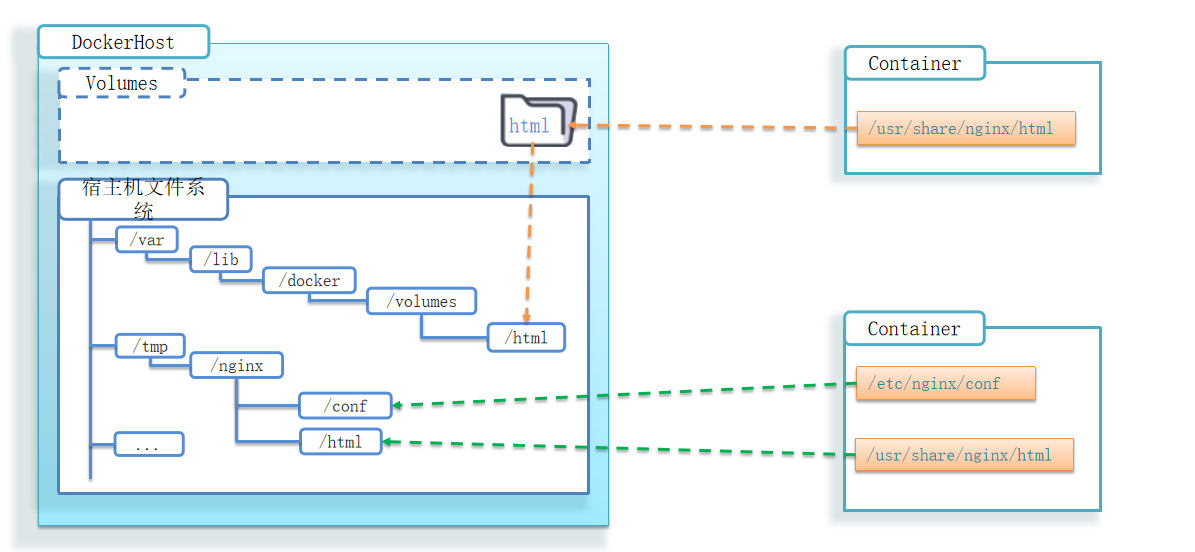 DockerHost
Volumes
html
宿主机文件系
统
/var
/lib
/docker
/volumes
/html
/tmp
/nginx
/conf
/html
...
Container
/usr/share/nginx/html
Container
/etc/nginx/conf
/usr/share/nginx/html